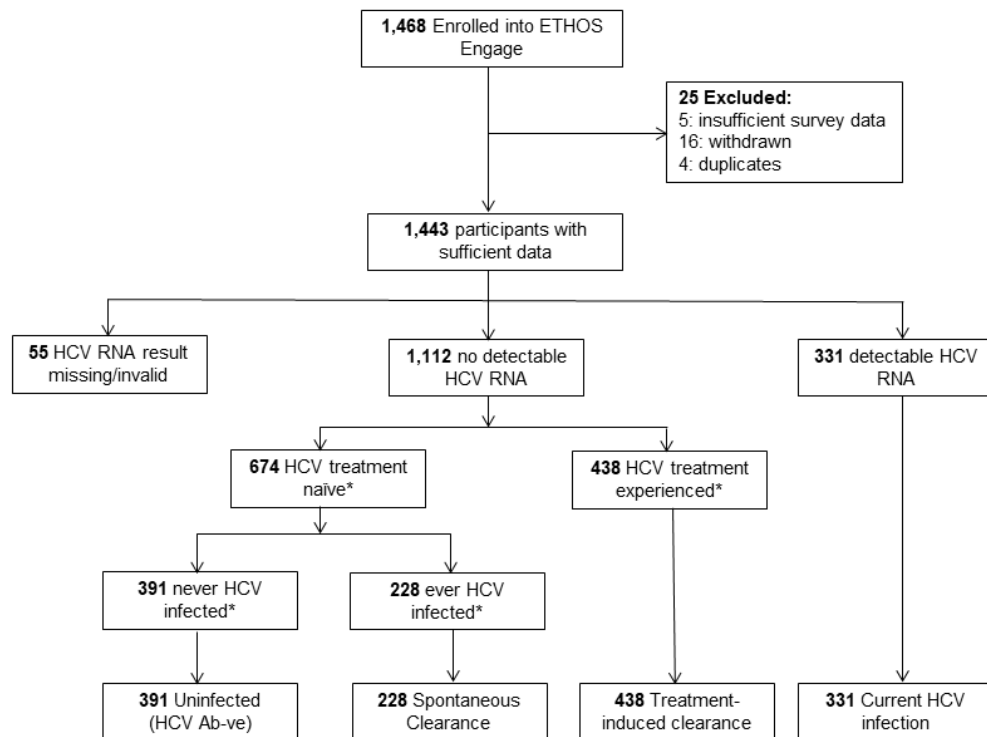 1,468 Enrolled into ETHOS
Engage
25 Excluded:
5: insufficient survey data
16: withdrawn
4: duplicates
1,443 participants with
sufficient data
55 HCV RNA result
missing/invalid
1,112 no detectable
HCV RNA
331 detectable HCV
RNA
674 HCV treatment
naïve*
438 HCV treatment
experienced*
391 never HCV
infected*
228 ever HCV
infected*
391 Uninfected
(HCV Ab-ve)
228 Spontaneous
Clearance
438 Treatment-
induced clearance
331 Current HCV
infection